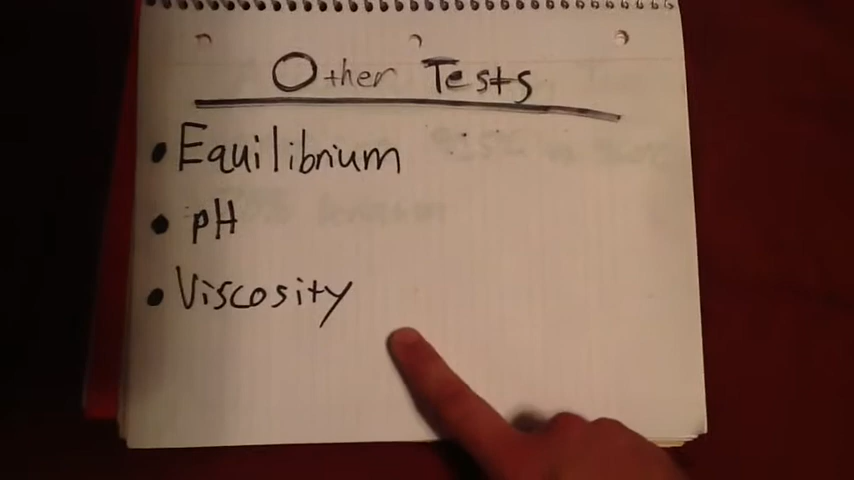 Other Tests
• Equilibrium
• pH
• Viscosity